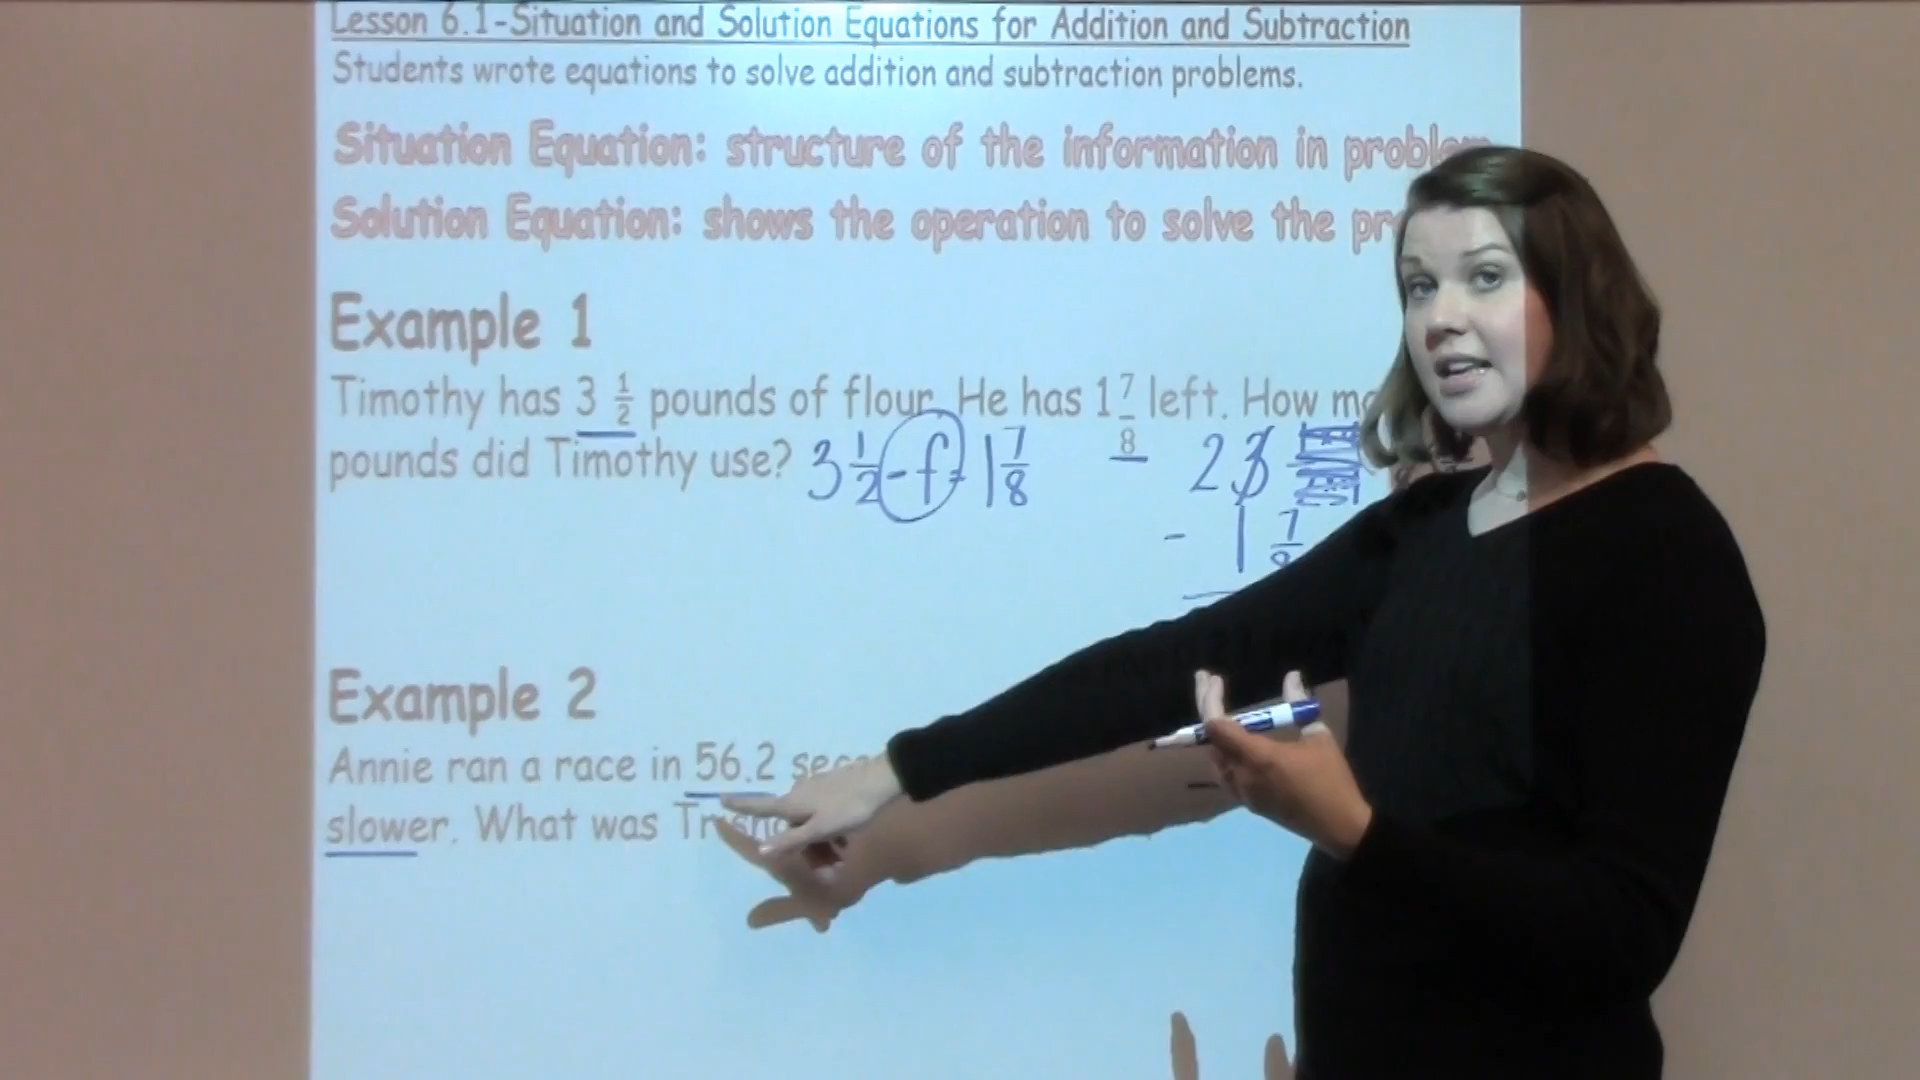 Lesson 6.1-Situation and Solution Equations for Addition and Subtraction
Students wrote equations to solve addition and subtraction problems.
Situation Equation: structure of the information in problem
Solution Equation: shows the operation to solve the
Example 1
Timothy has 3 1/2 pounds of flour. He has 1 7/8 left. How
pounds did Timothy use? 3 1/2 - f = 1 7/8
2 3
- 1 7/8
Example 2
Annie ran a race in 56.2
slower. What was